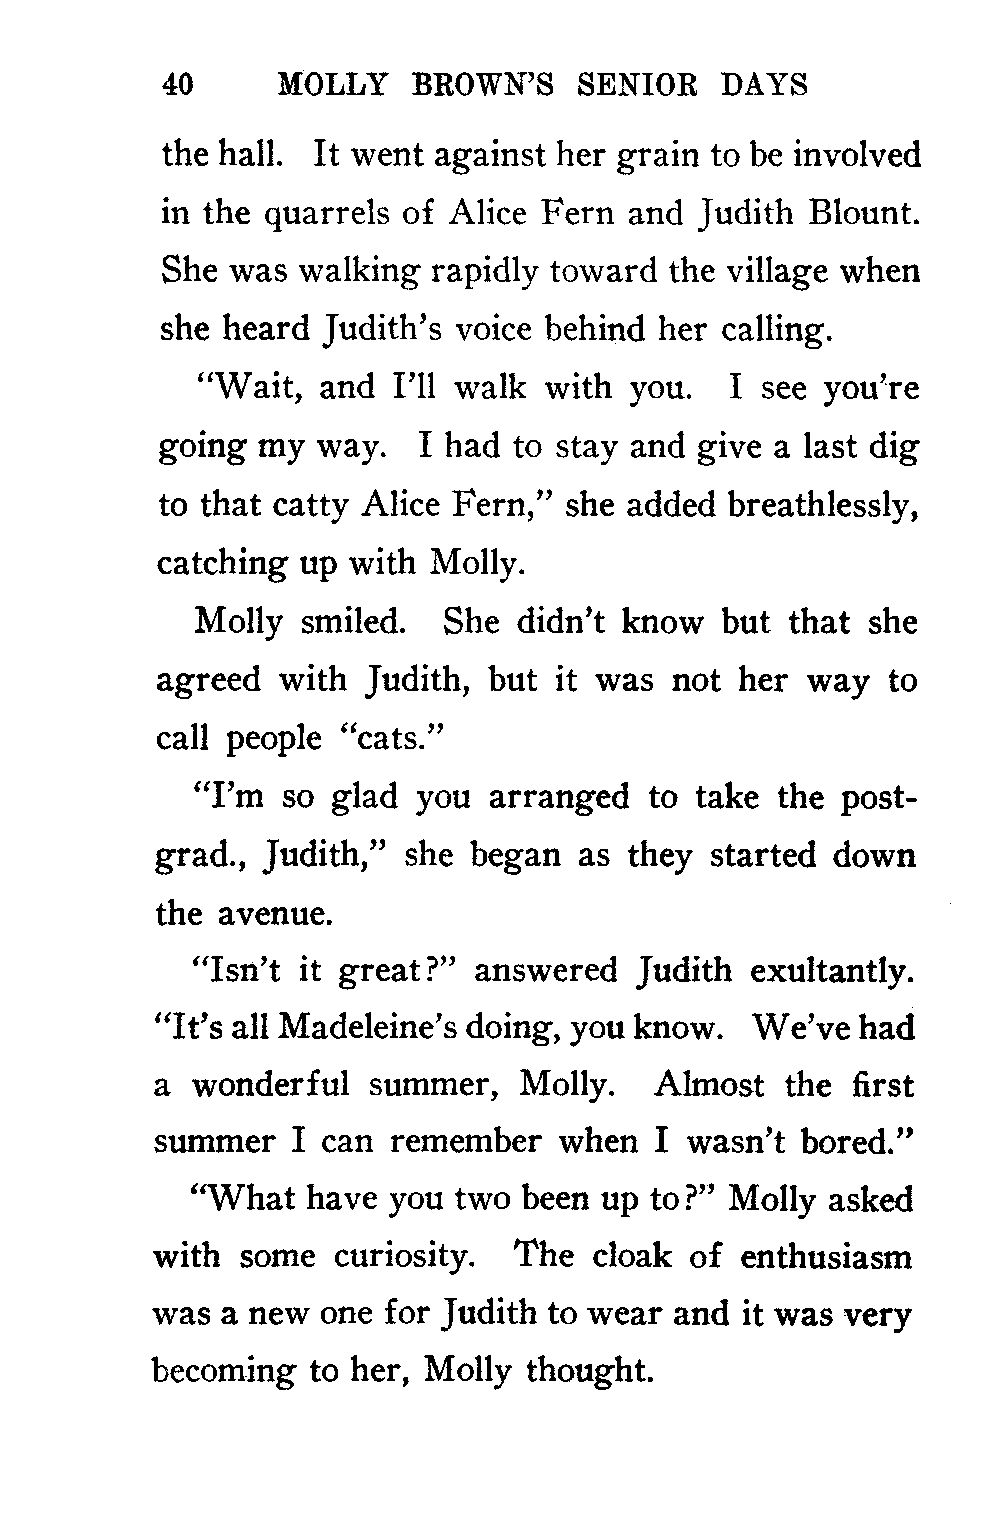 40 MOLLY BROWN'S SENIOR DAYS
the hall. It went against her grain to be involved
in the quarrels of Alice Fern and Judith Blount.
She was walking rapidly toward the village when
she heard Judith's voice behind her calling.
“Wait, and I'll walk with you. I see you're
going my way. I had to stay and give a last dig
to that catty Alice Fern,” she added breathlessly,
catching up with Molly.
Molly smiled. She didn't know but that she
agreed with Judith, but it was not her way to
call people “cats.”
“I'm so glad you arranged to take the post-
grad., Judith,” she began as they started down
the avenue.
“Isn't it great?” answered Judith exultantly.
“It's all Madeleine's doing, you know. We've had
a wonderful summer, Molly. Almost the first
summer I can remember when I wasn't bored.”
“What have you two been up to?” Molly asked
with some curiosity. The cloak of enthusiasm
was a new one for Judith to wear and it was very
becoming to her, Molly thought.